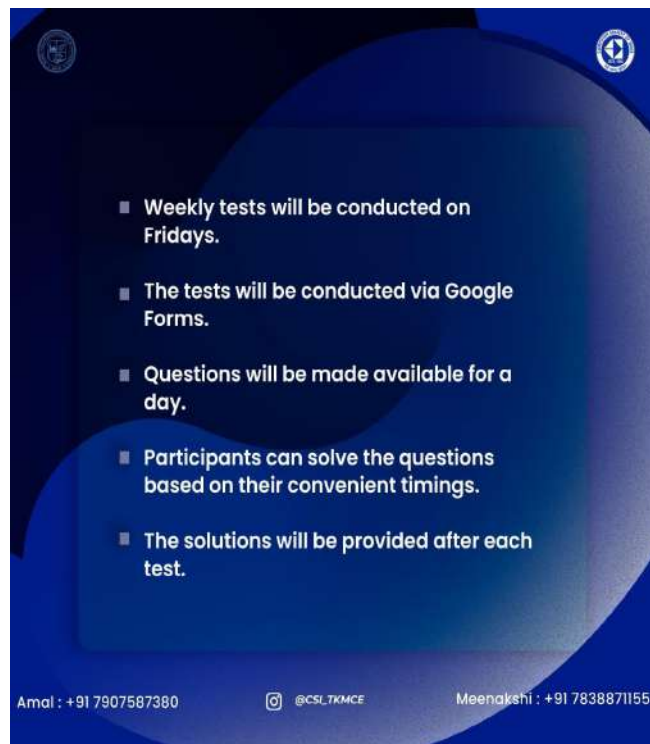 Weekly tests will be conducted on
Fridays.
The tests will be conducted via Google
Forms.
Questions will be made available for a
day.
Participants can solve the questions
based on their convenient timings.
The solutions will be provided after each
test.
Amal : +91 7907587380
@CSI_TKMCE
Meenakshi : +91 7838871155